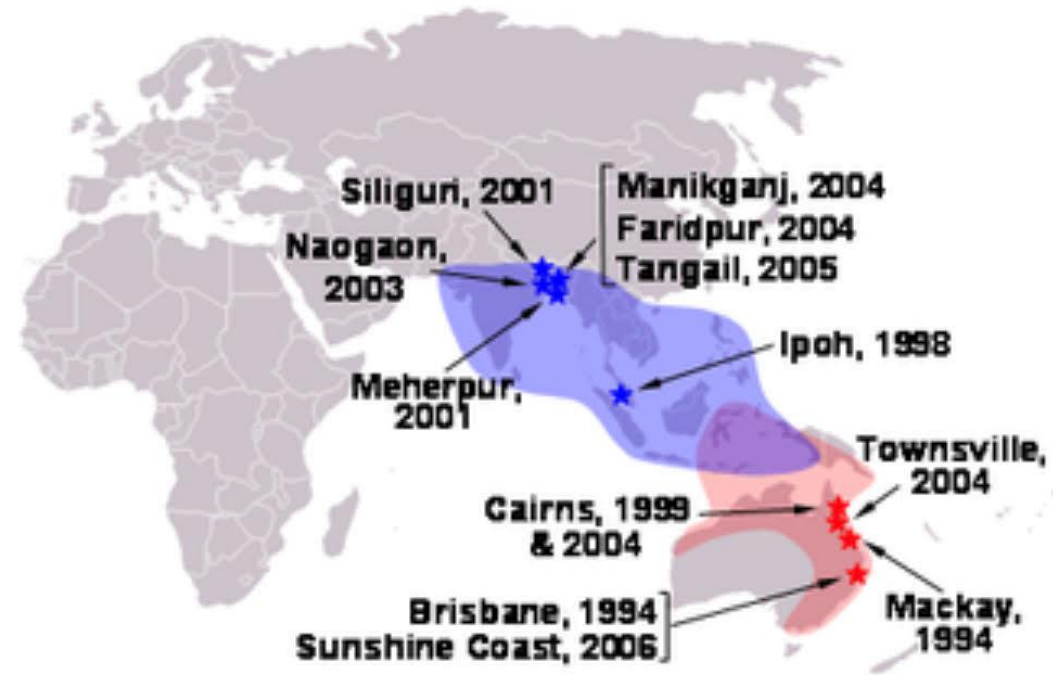 Siliguri, 2001
Manikganj, 2004
Faridpur, 2004
Tangail, 2005
Naogaon,
2003
Ipoh, 1998
Meherpur,
2001
Townsville,
2004
Cairns, 1999
& 2004
Brisbane, 1994
Sunshine Coast, 2006
Mackay,
1994